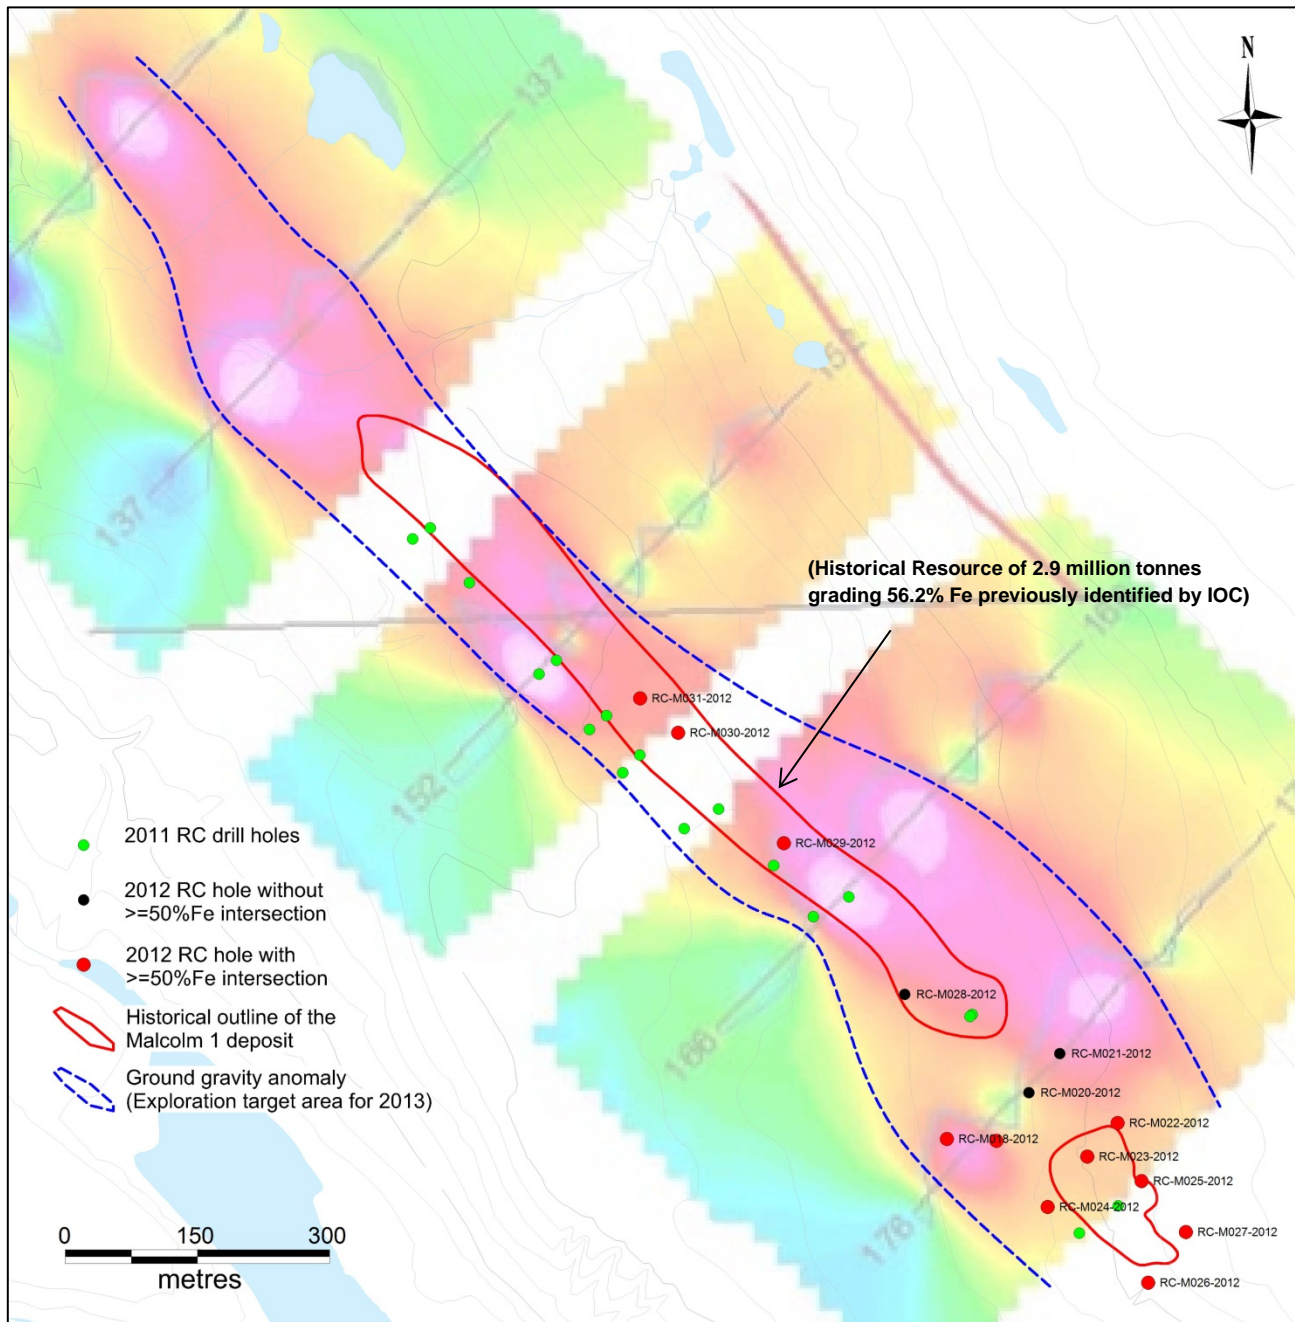 N
137
152
(Historical Resource of 2.9 million tonnes
grading 56.2% Fe previously identified by IOC)
137
RC-M031-2012
RC-M030-2012
152
2011 RC drill holes
2012 RC hole without
>=50%Fe intersection
2012 RC hole with
>=50%Fe intersection
Historical outline of the
Malcolm 1 deposit
Ground gravity anomaly
(Exploration target area for 2013)
RC-M029-2012
RC-M028-2012
166
RC-M021-2012
RC-M020-2012
RC-M022-2012
RC-M018-2012
RC-M023-2012
RC-M025-2012
RC-M024-2012
RC-M027-2012
176
RC-M026-2012
0 150 300
metres